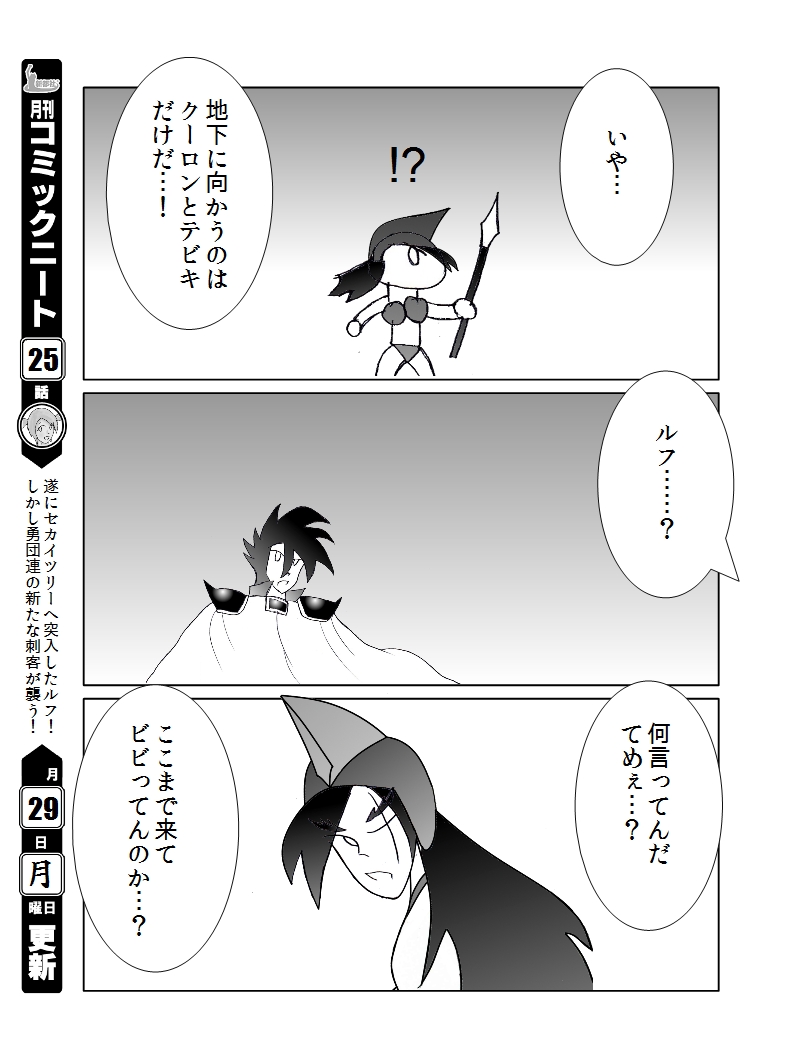 いや…
!?
地下に向かうのは
クーロンとテビキ
だけだ…！
ルフ……？
何言ってんだ
てめぇ…？
ここまで来て
ビビってんのか…？
新都社
月刊
コミックニート
25
話
遂にセカイツリーへ突入したルフ！
しかし勇団連の新たな刺客が襲う！
月
29
日
月
曜日
更新